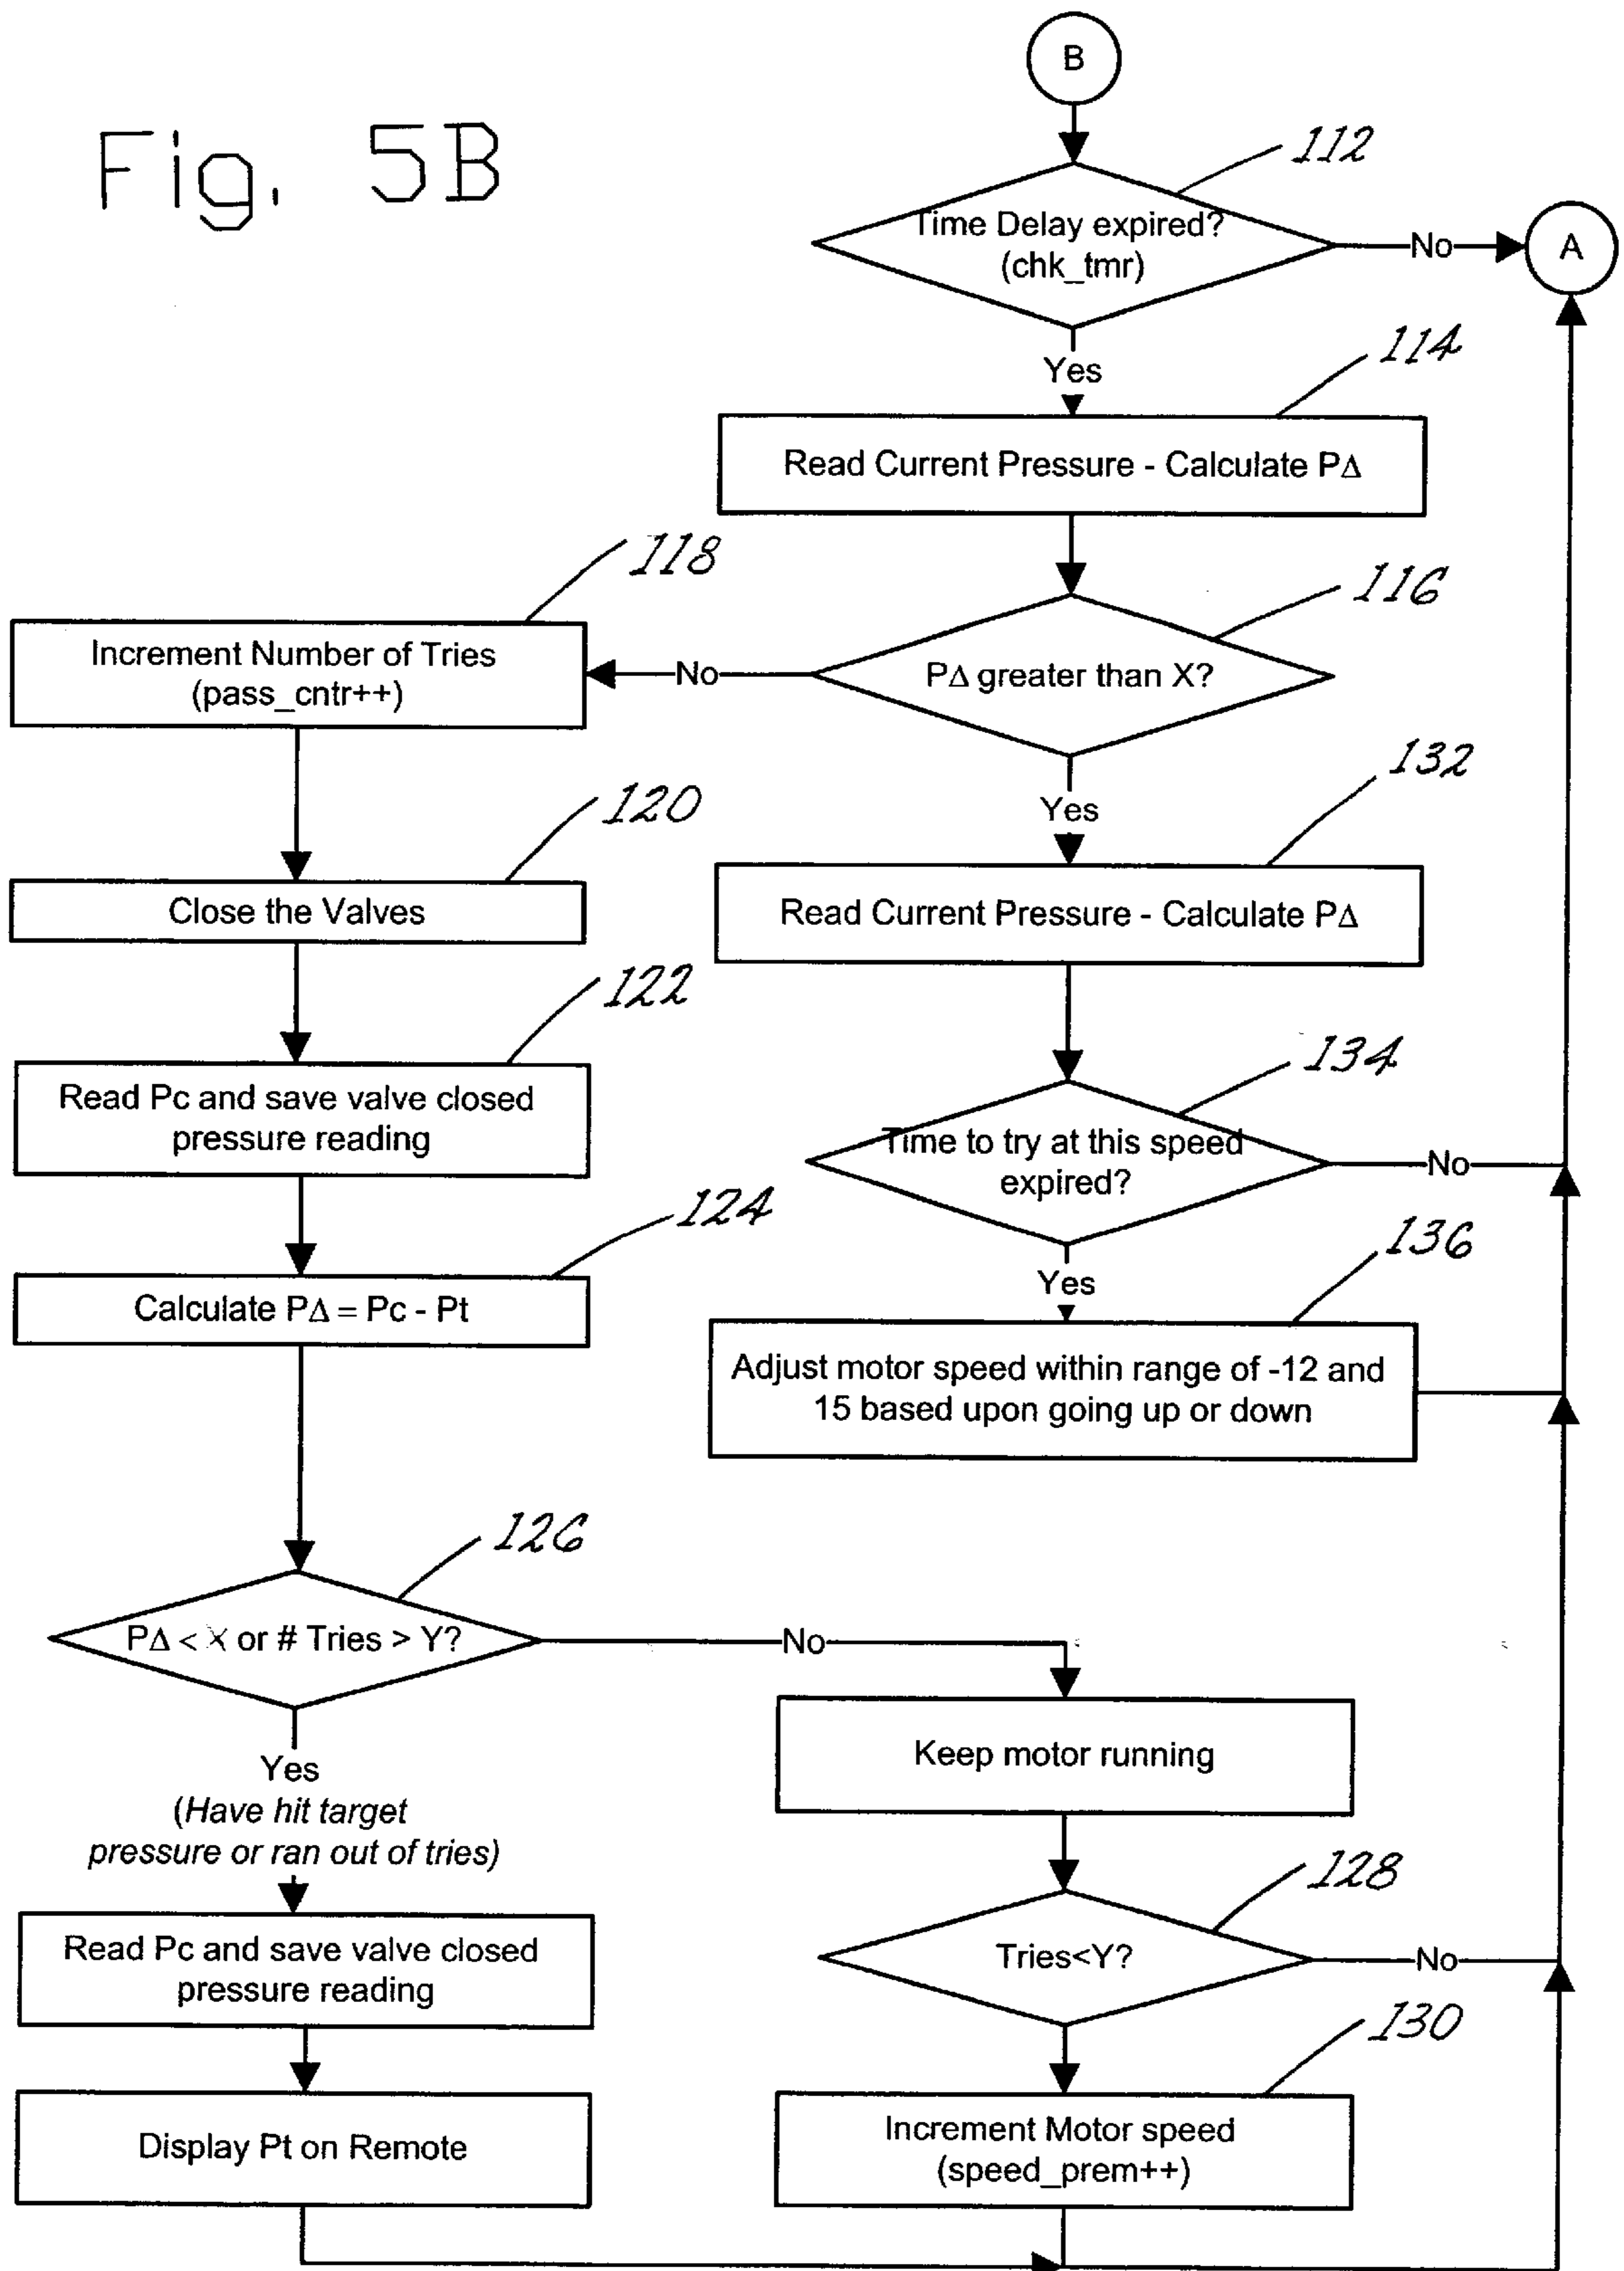 Fig. 5B
B
112
Time Delay expired?
(chk_tmr)
No
A
Yes
114
Read Current Pressure - Calculate PΔ
118
116
Increment Number of Tries
(pass_cntr++)
No
PΔ greater than X?
132
Yes
120
Close the Valves
Read Current Pressure - Calculate PΔ
122
134
Read Pc and save valve closed
pressure reading
Time to try at this speed
expired?
No
124
136
Yes
Calculate PΔ = Pc - Pt
Adjust motor speed within range of -12 and
15 based upon going up or down
126
PΔ < X or # Tries > Y?
No
Yes
(Have hit target
pressure or ran out of tries)
Keep motor running
128
Read Pc and save valve closed
pressure reading
Tries<Y?
No
130
Display Pt on Remote
Increment Motor speed
(speed_prem++)